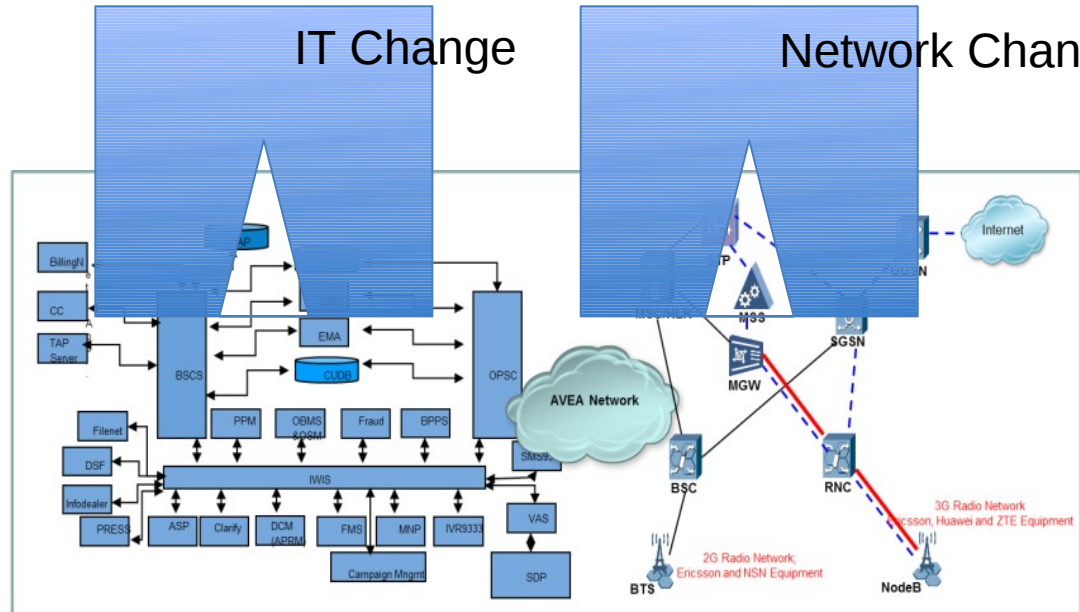 IT Change
Network Chan
Internet
BillingN
e
CC
TAP
Server
BSCS
EMA
CUDB
OPSC
MSS
SGSN
MGW
AVEA Network
PPM
OBMS
&OSM
Fraud
BPPS
Filenet
DSF
Infodealer
PRESS
IWIS
ASP
Clarify
DCM
(APRM)
FMS
MNP
IVR9333
VAS
Campaign Mngmt
SDP
BSC
RNC
3G Radio Network
Ericsson, Huawei and ZTE Equipment
2G Radio Network;
Ericsson and NSN Equipment
BTS
NodeB